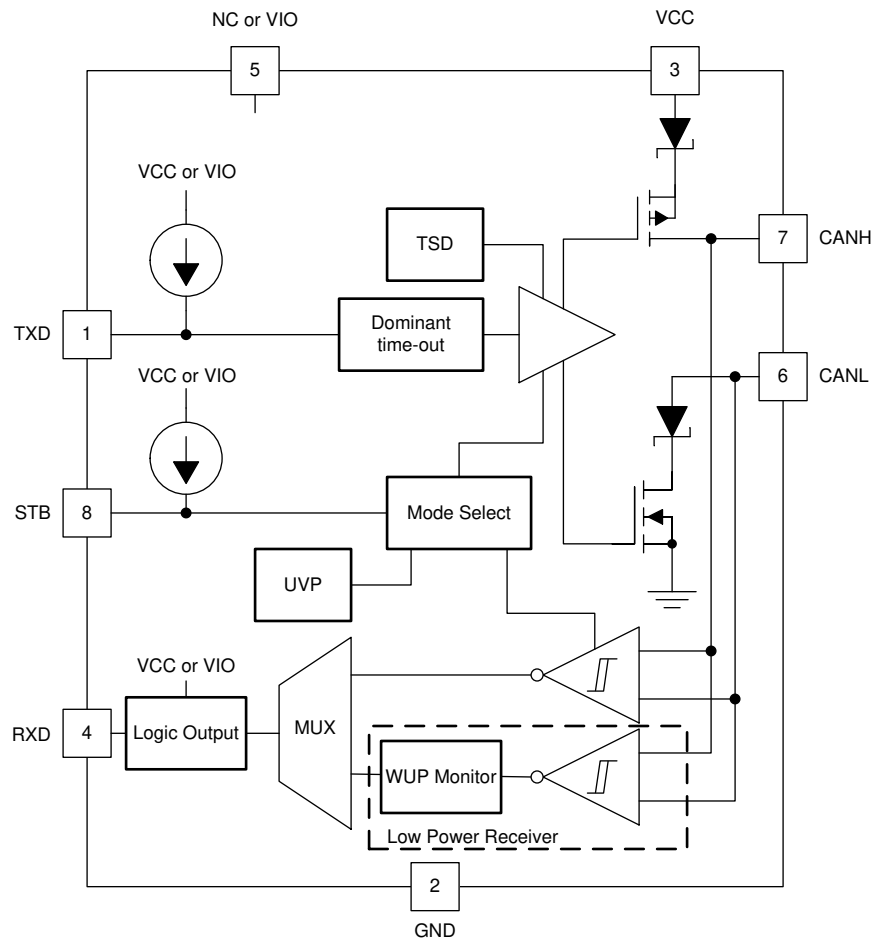 NC or VIO
VCC
5
3
VCC or VIO
TSD
7
CANH
TXD
1
Dominant
time-out
VCC or VIO
6
CANL
STB
8
Mode Select
UVP
VCC or VIO
RXD
4
Logic Output
MUX
WUP Monitor
Low Power Receiver
2
GND